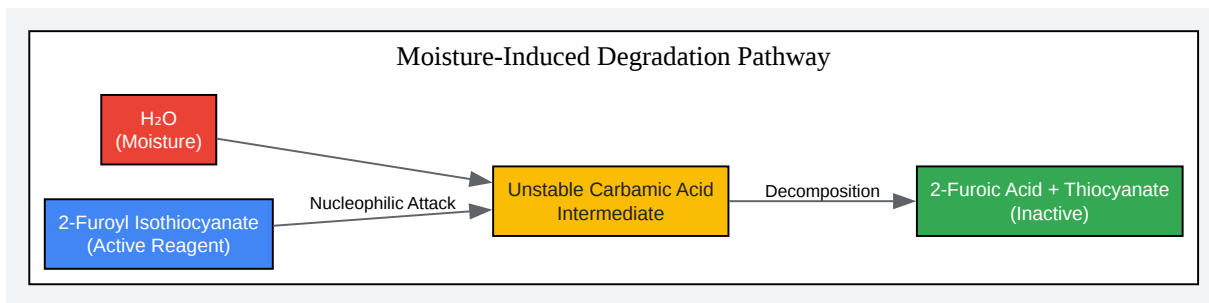 Moisture-Induced Degradation Pathway
H₂O
(Moisture)
2-Furoyl Isothiocyanate
(Active Reagent)
Nucleophilic Attack
Unstable Carbamic Acid
Intermediate
Decomposition
2-Furoic Acid + Thiocyanate
(Inactive)